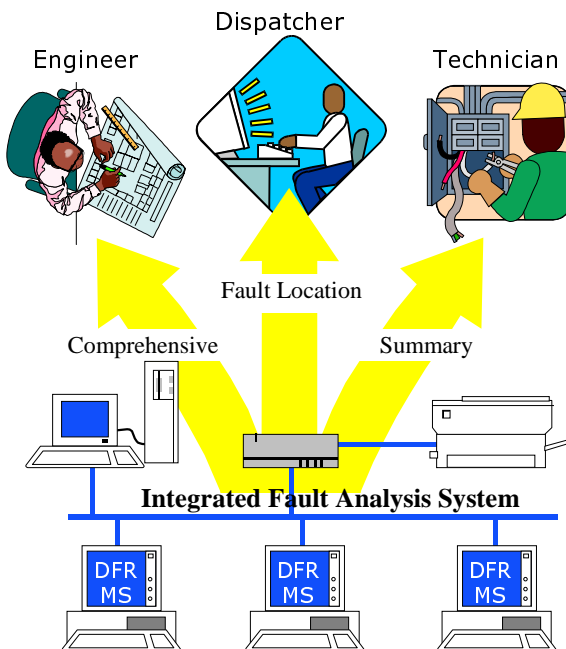 Dispatcher
Engineer
Technician
Fault Location
Comprehensive
Summary
Integrated Fault Analysis System
DFR
MS
DFR
MS
DFR
MS